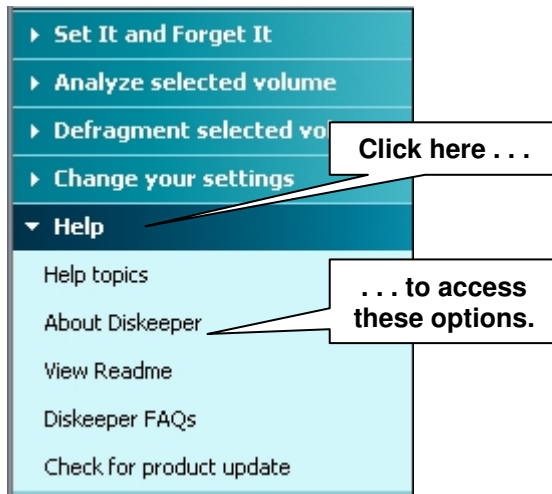 Set It and Forget It
Analyze selected volume
Defragment selected vo
Click here . . .
Change your settings
Help
Help topics
. . . to access
these options.
About Diskeeper
View Readme
Diskeeper FAQs
Check for product update